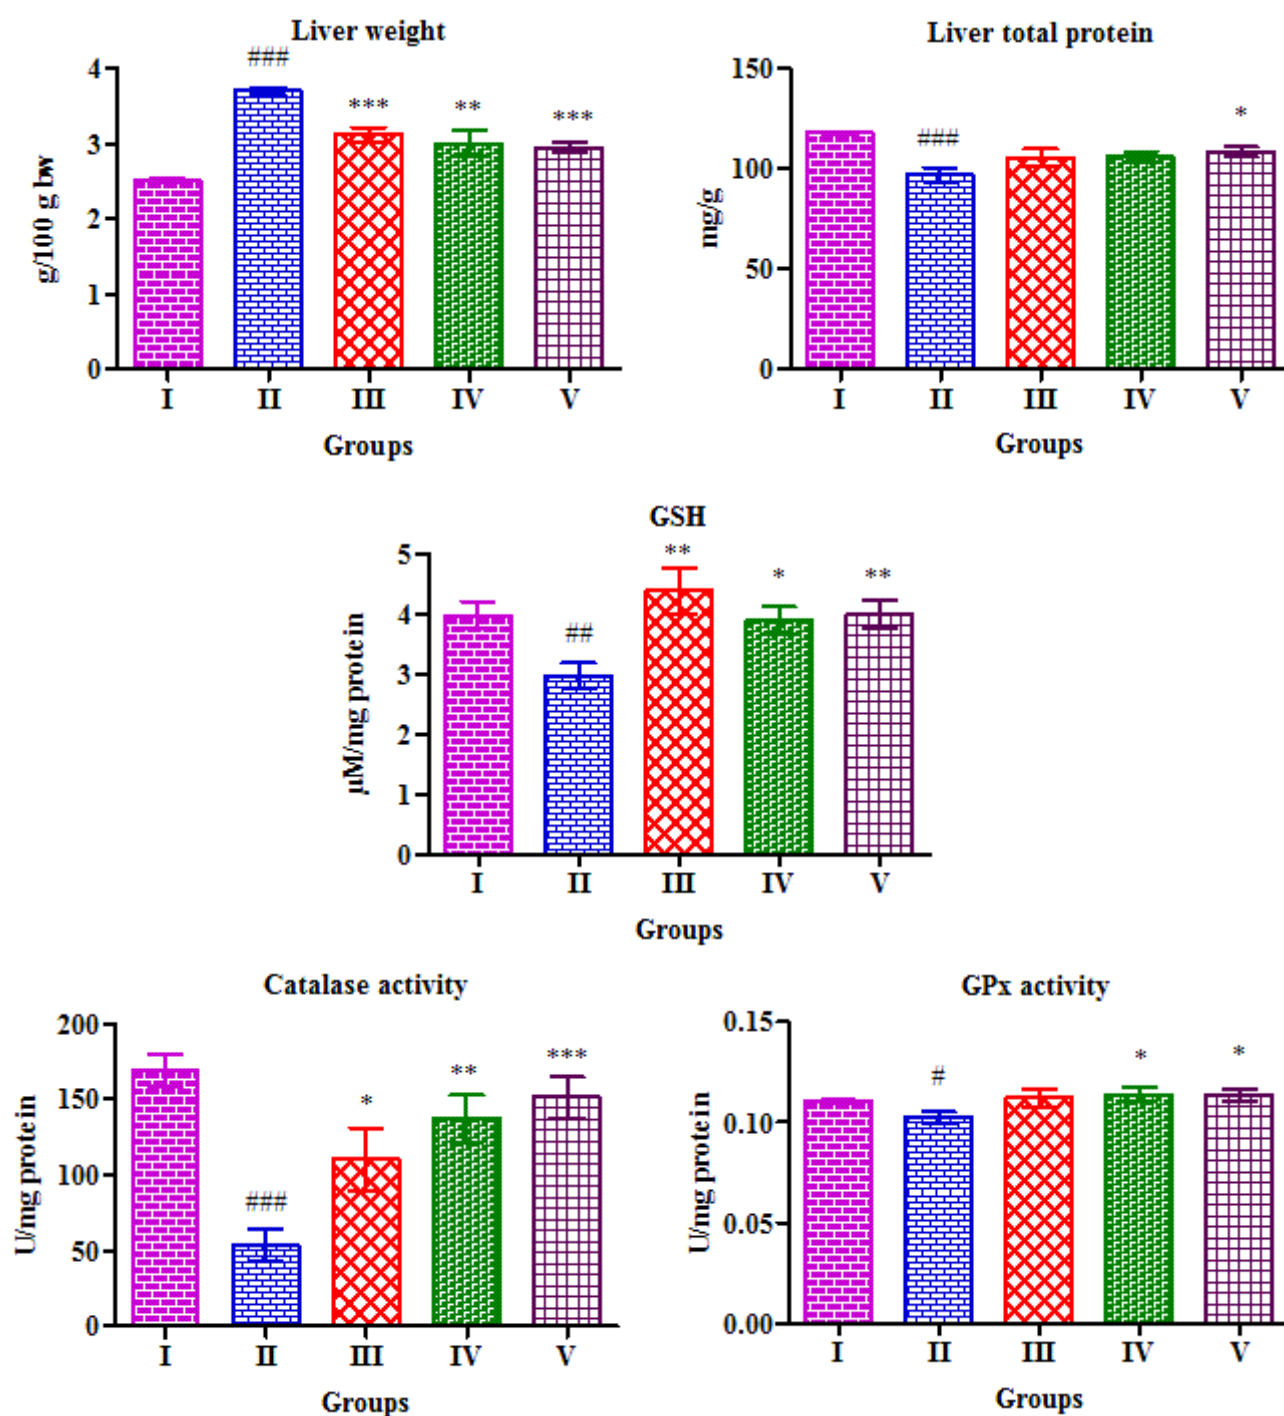 Liver weight
###
***
**
***
4
3
2
1
0
g/100 g bw
I II III IV V
Groups
Liver total protein
###
*
150
100
50
0
mg/g
I II III IV V
Groups
GSH
**
##
*
**
5
4
3
2
1
0
µM/mg protein
I II III IV V
Groups
Catalase activity
###
*
**
***
200
150
100
50
0
U/mg protein
I II III IV V
Groups
GPx activity
#
*
*
0.15
0.10
0.05
0.00
U/mg protein
I II III IV V
Groups